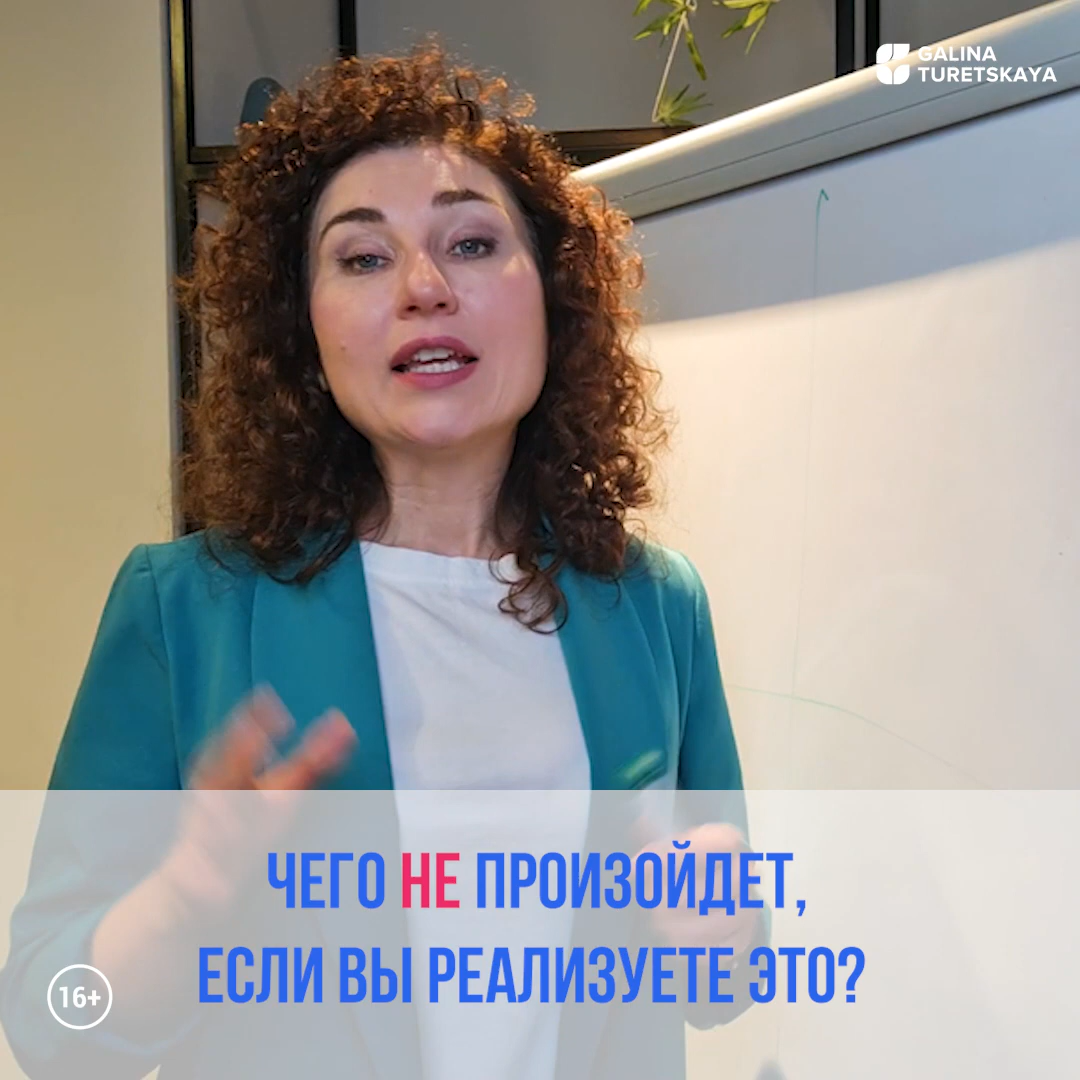 GALINA
TURETSKAYA
ЧЕГО НЕ ПРОИЗОЙДЕТ,
ЕСЛИ ВЫ РЕАЛИЗУЕТЕ ЭТО?
16+